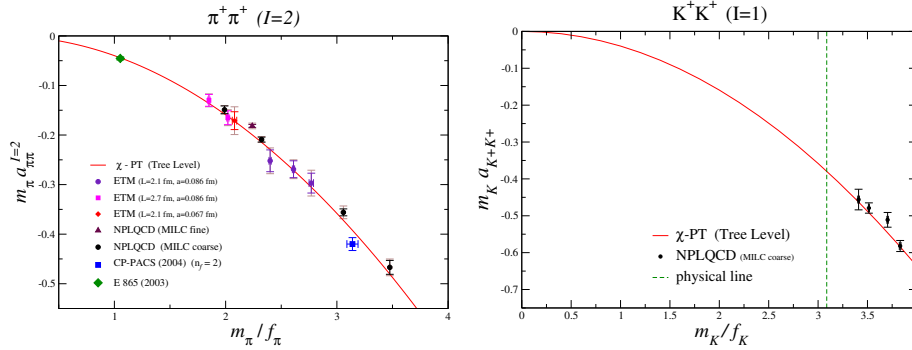 π⁺π⁺ (I=2)
0
-0.1
-0.2
-0.3
-0.4
-0.5
m_π a_ππ^{I=2}
χ - PT (Tree Level)
ETM (L=2.1 fm, a=0.086 fm)
ETM (L=2.7 fm, a=0.086 fm)
ETM (L=2.1 fm, a=0.067 fm)
NPLQCD (MILC fine)
NPLQCD (MILC coarse)
CP-PACS (2004) (n_f = 2)
E 865 (2003)
1 2 3 4
m_π / f_π
K⁺K⁺ (I=1)
0
-0.1
-0.2
-0.3
-0.4
-0.5
-0.6
-0.7
m_K a_{K+K+}
χ-PT (Tree Level)
NPLQCD (MILC coarse)
physical line
0 0.5 1 1.5 2 2.5 3 3.5
m_K/f_K